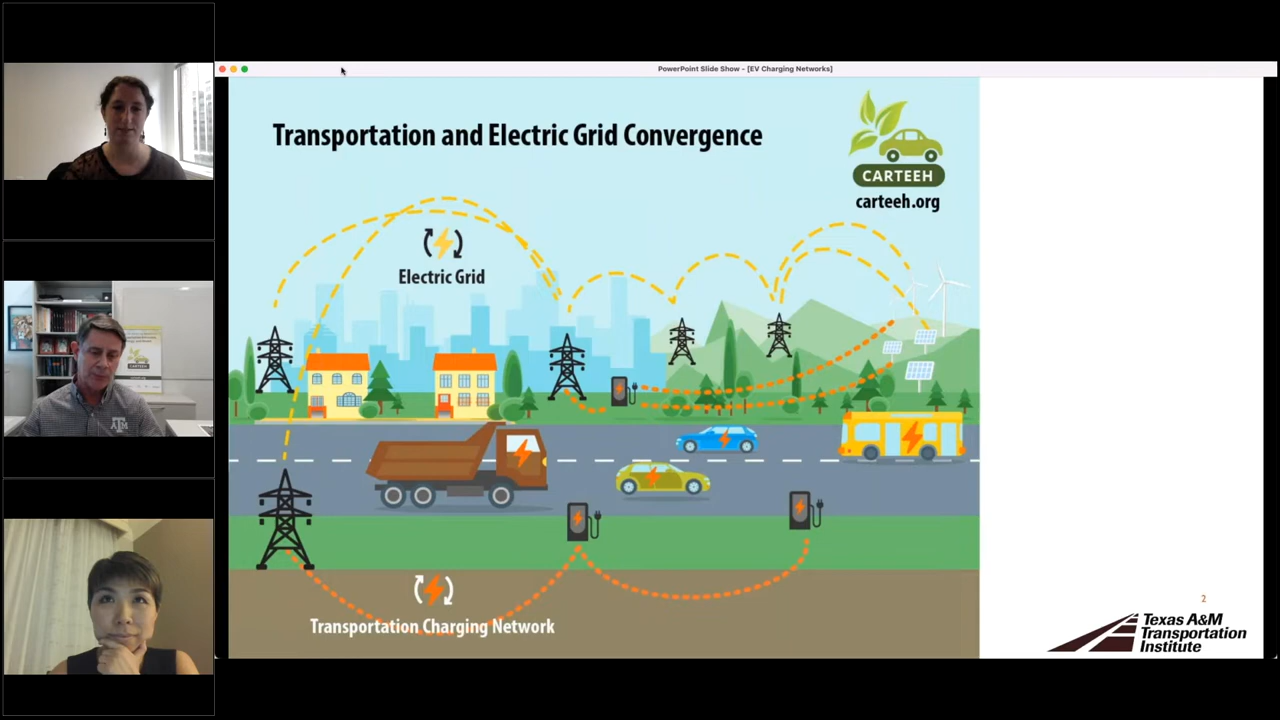 PowerPoint Slide Show - [EV Charging Networks]
Transportation and Electric Grid Convergence
CARTEEH
carteeh.org
Electric Grid
Transportation Charging Network
2
Texas A&M
Transportation
Institute
CARTEEH
A&M